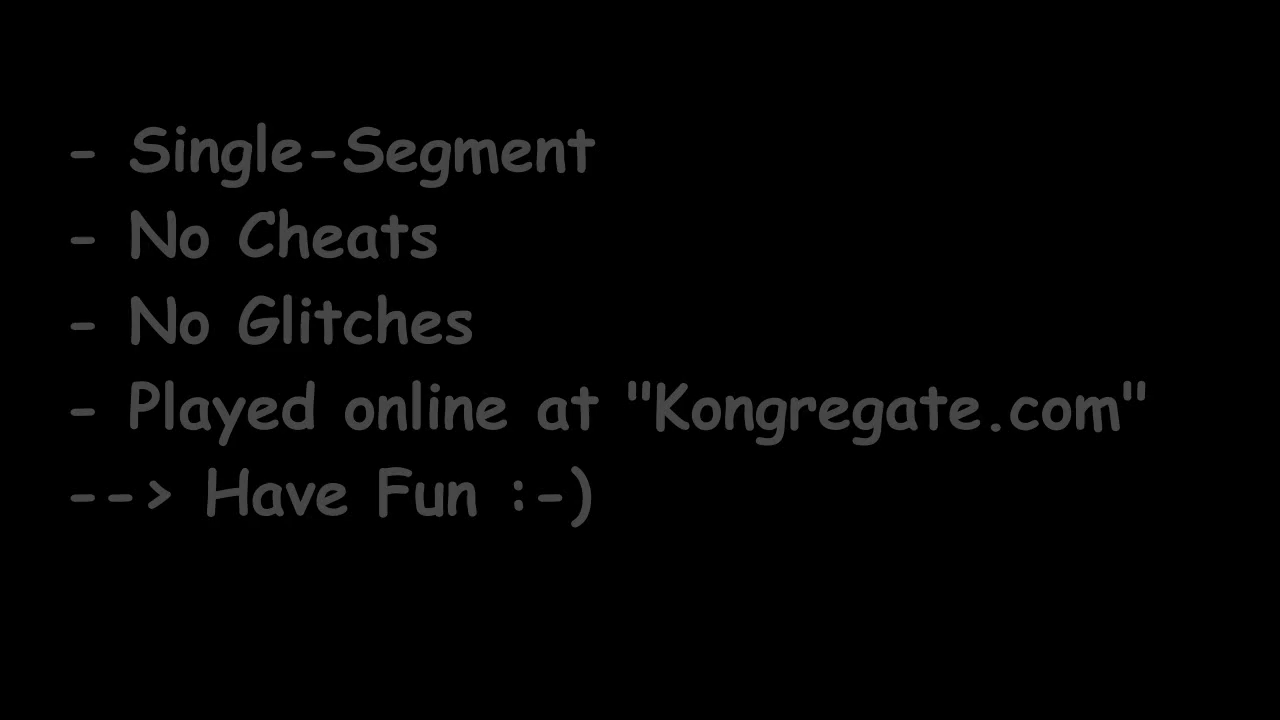 - Single-Segment
- No Cheats
- No Glitches
- Played online at "Kongregate.com"
--> Have Fun :-)